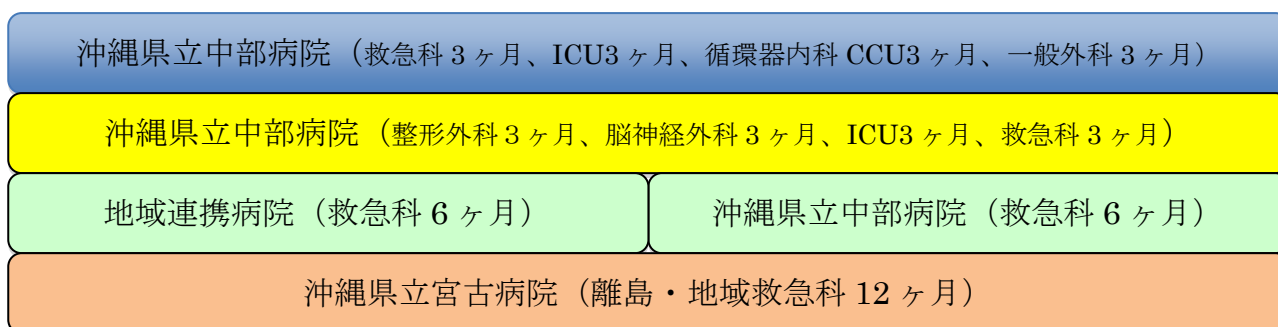 沖縄県立中部病院（救急科 3 ヶ月、ICU3 ヶ月、循環器内科 CCU3 ヶ月、一般外科 3 ヶ月）
沖縄県立中部病院（整形外科 3 ヶ月、脳神経外科 3 ヶ月、ICU3 ヶ月、救急科 3 ヶ月）
地域連携病院（救急科 6 ヶ月）
沖縄県立中部病院（救急科 6 ヶ月）
沖縄県立宮古病院（離島・地域救急科 12 ヶ月）